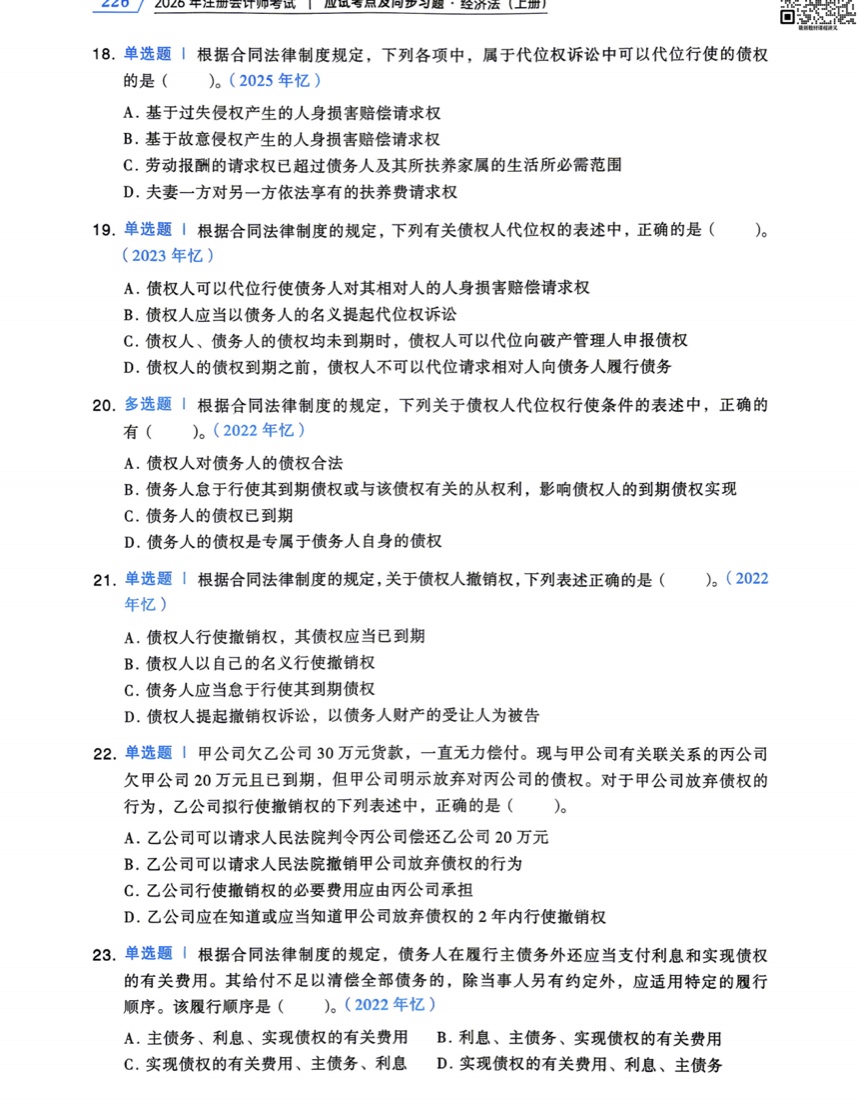 226 2026 年注册会计师考试 | 应试考点及同步习题·经济法（上册）
18. 单选题 | 根据合同法律制度规定，下列各项中，属于代位权诉讼中可以代位行使的债权
的是（　　）。（2025 年忆）
A. 基于过失侵权产生的人身损害赔偿请求权
B. 基于故意侵权产生的人身损害赔偿请求权
C. 劳动报酬的请求权已超过债务人及其所扶养家属的生活所必需范围
D. 夫妻一方对另一方依法享有的扶养费请求权
19. 单选题 | 根据合同法律制度的规定，下列有关债权人代位权的表述中，正确的是（　　）。
（2023 年忆）
A. 债权人可以代位行使债务人对其相对人的人身损害赔偿请求权
B. 债权人应当以债务人的名义提起代位权诉讼
C. 债权人、债务人的债权均未到期时，债权人可以代位向破产管理人申报债权
D. 债权人的债权到期之前，债权人不可以代位请求相对人向债务人履行债务
20. 多选题 | 根据合同法律制度的规定，下列关于债权人代位权行使条件的表述中，正确的
有（　　）。（2022 年忆）
A. 债权人对债务人的债权合法
B. 债务人怠于行使其到期债权或与该债权有关的从权利，影响债权人的到期债权实现
C. 债务人的债权已到期
D. 债务人的债权是专属于债务人自身的债权
21. 单选题 | 根据合同法律制度的规定，关于债权人撤销权，下列表述正确的是（　　）。（2022
年忆）
A. 债权人行使撤销权，其债权应当已到期
B. 债权人以自己的名义行使撤销权
C. 债务人应当怠于行使其到期债权
D. 债权人提起撤销权诉讼，以债务人财产的受让人为被告
22. 单选题 | 甲公司欠乙公司 30 万元货款，一直无力偿付。现与甲公司有关联关系的丙公司
欠甲公司 20 万元且已到期，但甲公司明示放弃对丙公司的债权。对于甲公司放弃债权的
行为，乙公司拟行使撤销权的下列表述中，正确的是（　　）。
A. 乙公司可以请求人民法院判令丙公司偿还乙公司 20 万元
B. 乙公司可以请求人民法院撤销甲公司放弃债权的行为
C. 乙公司行使撤销权的必要费用应由丙公司承担
D. 乙公司应在知道或应当知道甲公司放弃债权的 2 年内行使撤销权
23. 单选题 | 根据合同法律制度的规定，债务人在履行主债务外还应当支付利息和实现债权
的有关费用。其给付不足以清偿全部债务的，除当事人另有约定外，应适用特定的履行
顺序。该履行顺序是（　　）。（2022 年忆）
A. 主债务、利息、实现债权的有关费用　B. 利息、主债务、实现债权的有关费用
C. 实现债权的有关费用、主债务、利息　D. 实现债权的有关费用、利息、主债务